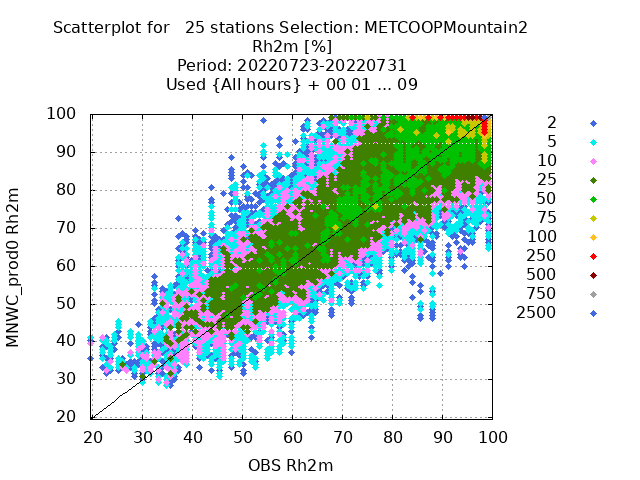 Scatterplot for   25 stations Selection: METCOOPMountain2
Rh2m [%]
Period: 20220723-20220731
Used {All hours} + 00 01 ... 09
MNWC_prod0 Rh2m
100
90
80
70
60
50
40
30
20
20 30 40 50 60 70 80 90 100
OBS Rh2m
2
5
10
25
50
75
100
250
500
750
2500